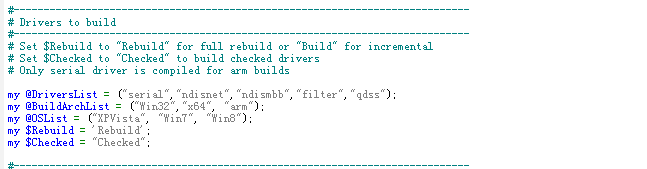 #-------------------------------------------------------------------------------
# Drivers to build
#-------------------------------------------------------------------------------
# Set $Rebuild to "Rebuild" for full rebuild or "Build" for incremental
# Set $Checked to "Checked" to build checked drivers
# Only serial driver is compiled for arm builds
my @DriversList = ("serial","ndisnet","ndismbb","filter","qdss");
my @BuildArchList = ("Win32","x64", "arm");
my @OSList = ("XPVista", "Win7", "Win8");
my $Rebuild = 'Rebuild';
my $Checked = "Checked";
#-------------------------------------------------------------------------------